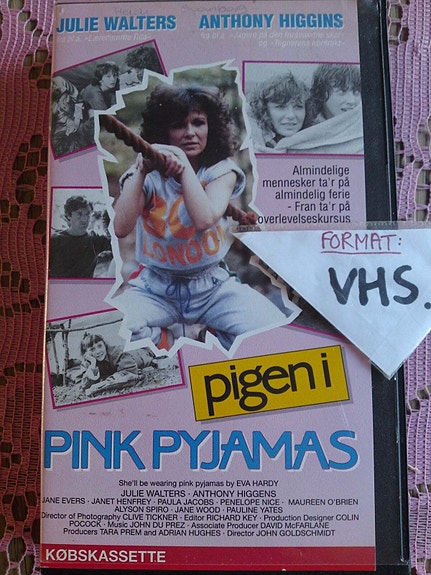 JULIE WALTERS ANTHONY HIGGINS
Almindelige
mennesker ta'r på
almindelig ferie
- Fran ta'r på
overlevelseskursus
FORMAT:
VHS.
LONDON
pigen i
PINK PYJAMAS
She'll be wearing pink pyjamas by EVA HARDY
JULIE WALTERS · ANTHONY HIGGENS
JANE EVERS · JANET HENFREY · PAULA JACOBS · PENELOPE NICE · MAUREEN O'BRIEN
ALYSON SPIRO · JANE WOOD · PAULINE YATES
Director of Photography CLIVE TICKNER · Editor RICHARD KEY · Production Designer COLIN
POCOCK · Music JOHN DU PREZ · Associate Producer DAVID McFARLANE
Producers TARA PREM and ADRIAN HUGHES · Director JOHN GOLDSCHMIDT
KØBSKASSETTE